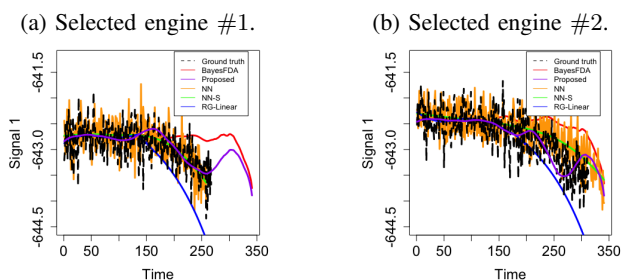 (a) Selected engine #1.
(b) Selected engine #2.
Ground truth
BayesFDA
Proposed
NN
NN-S
RG-Linear
Signal 1
-641.5
-643.0
-644.5
0 50 150 250 350
Time
Ground truth
BayesFDA
Proposed
NN
NN-S
RG-Linear
Signal 1
-641.5
-643.0
-644.5
0 50 150 250 350
Time